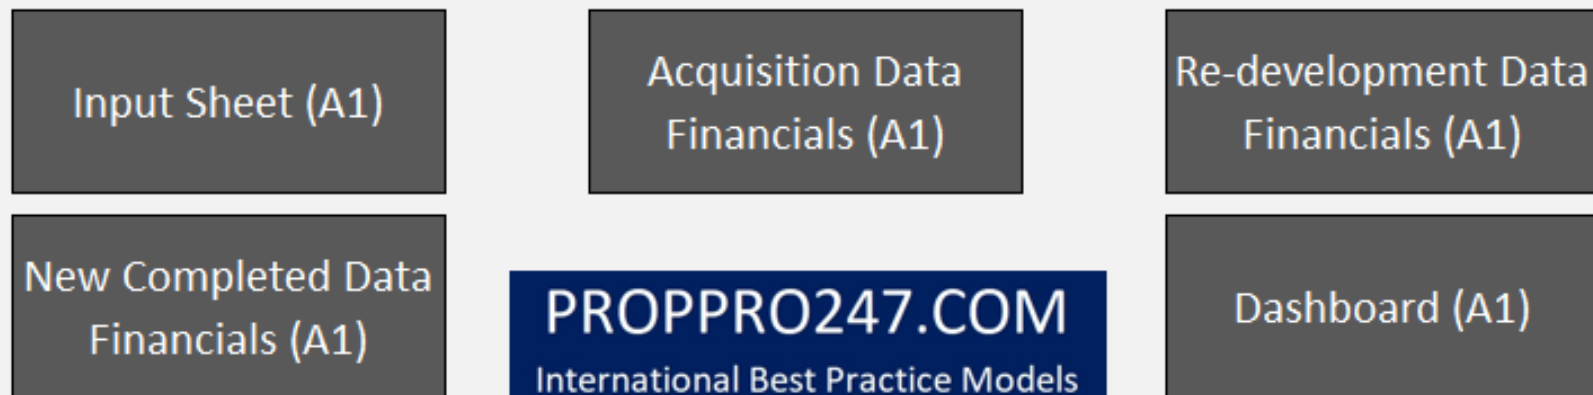 Input Sheet (A1)
Acquisition Data
Financials (A1)
Re-development Data
Financials (A1)
New Completed Data
Financials (A1)
PROPPRO247.COM
International Best Practice Models
Dashboard (A1)